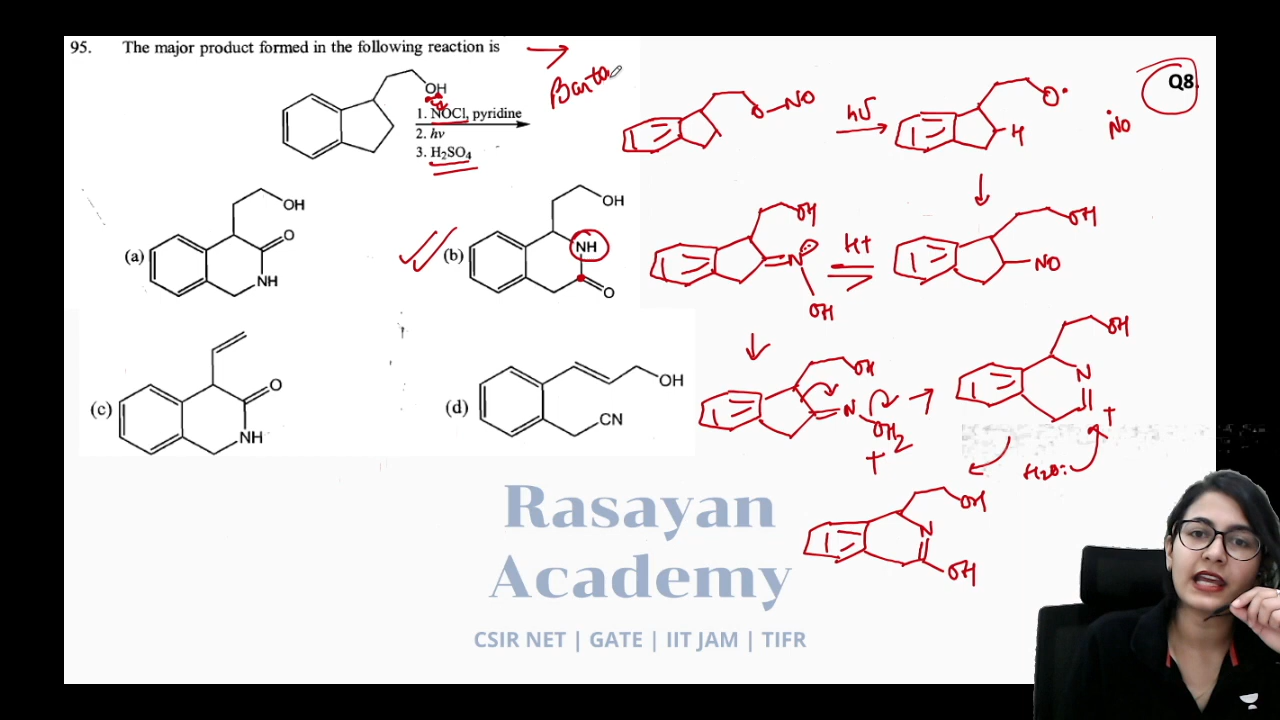 95. The major product formed in the following reaction is
Q8.
Barto
OH
1. NOCl, pyridine
2. hν
3. H₂SO₄
O-NO
hν
O•
H
ṄO
(a)
OH
O
NH
(b)
OH
NH
O
OH
N
OH
H+
OH
NO
(c)
O
NH
(d)
OH
CN
OH
N
OH₂
+
OH
N
+
H₂O:
OH
N
OH
Rasayan
Academy
CSIR NET | GATE | IIT JAM | TIFR